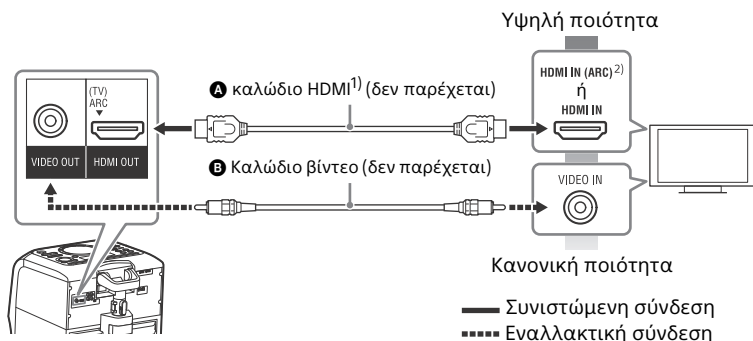 Υψηλή ποιότητα
(TV)
ARC
VIDEO OUT
HDMI OUT
Ⓐ καλώδιο HDMI1) (δεν παρέχεται)
HDMI IN (ARC)2)
ή
HDMI IN
Ⓑ Καλώδιο βίντεο (δεν παρέχεται)
VIDEO IN
Κανονική ποιότητα
Συνιστώμενη σύνδεση
Εναλλακτική σύνδεση